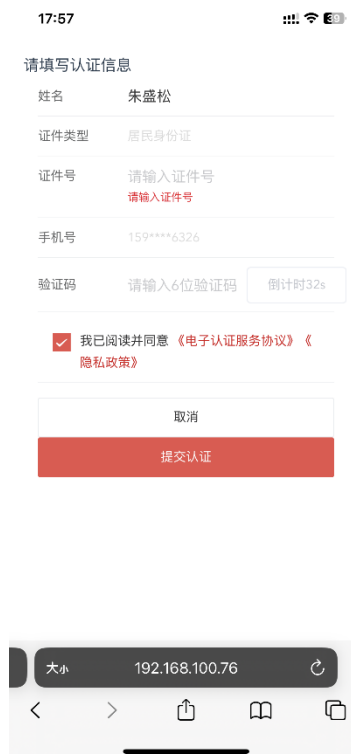 17:57
请填写认证信息
姓名 朱盛松
证件类型 居民身份证
证件号 请输入证件号
请输入证件号
手机号 159****6326
验证码 请输入6位验证码 倒计时32s
我已阅读并同意《电子认证服务协议》《
隐私政策》
取消
提交认证
大小 192.168.100.76